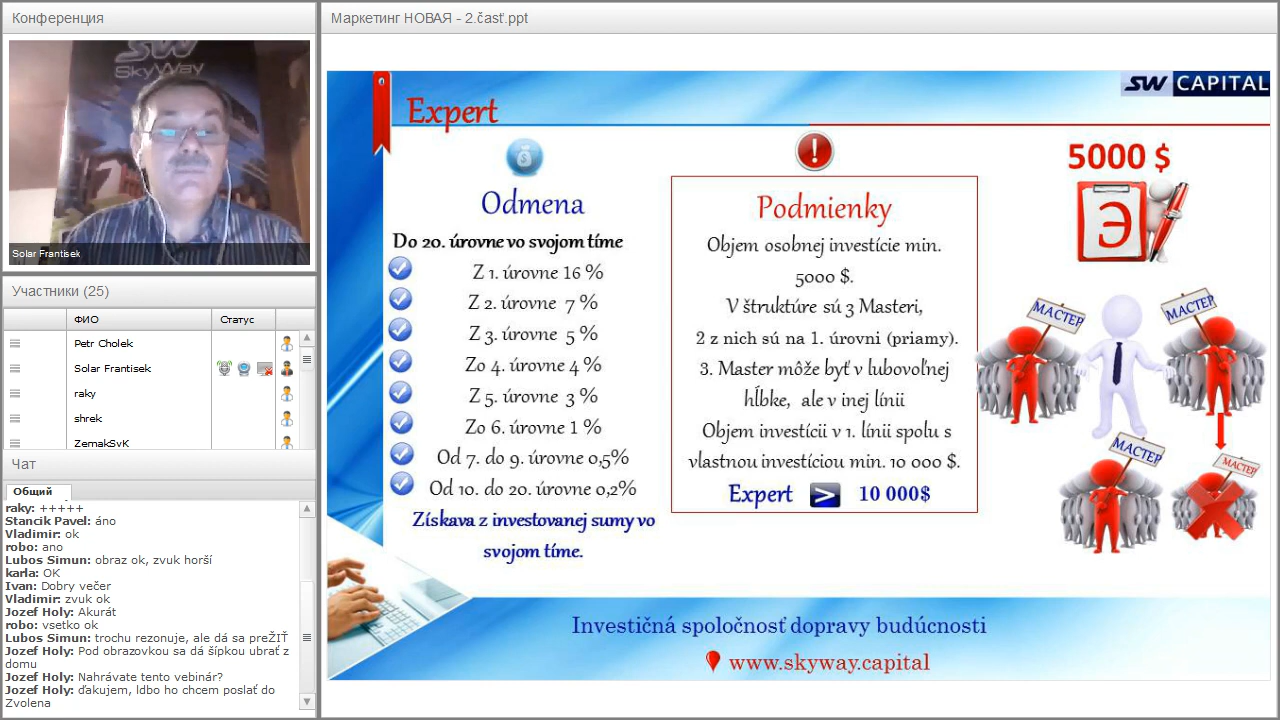 Конференция
SW
SkyWay
Solar Frantisek
Участники (25)
ФИО
Статус
Petr Cholek
Solar Frantisek
raky
shrek
ZemakSvK
Чат
Общий
raky: +++++
Stancik Pavel: áno
Vladimir: ok
robo: ano
Lubos Simun: obraz ok, zvuk horší
karla: OK
Ivan: Dobry večer
Vladimir: zvuk ok
Jozef Holy: Akurát
robo: vsetko ok
Lubos Simun: trochu rezonuje, ale dá sa preŽIŤ
Jozef Holy: Pod obrazovkou sa dá šípkou ubrať z
domu
Jozef Holy: Nahrávate tento vebinár?
Jozef Holy: ďakujem, ldbo ho chcem poslať do
Zvolena
Маркетинг НОВАЯ - 2.časť.ppt
SW CAPITAL
Expert
Odmena
Do 20. úrovne vo svojom tíme
Z 1. úrovne 16 %
Z 2. úrovne 7 %
Z 3. úrovne 5 %
Zo 4. úrovne 4 %
Z 5. úrovne 3 %
Zo 6. úrovne 1 %
Od 7. do 9. úrovne 0,5%
Od 10. do 20. úrovne 0,2%
Získava z investovanej sumy vo
svojom tíme.
!
Podmienky
Objem osobnej investície min.
5000 $.
V štruktúre sú 3 Masteri,
2 z nich sú na 1. úrovni (priamy).
3. Master môže byť v lubovoľnej
hĺbke, ale v inej línii
Objem investícii v 1. línii spolu s
vlastnou investíciou min. 10 000 $.
Expert > 10 000$
5000 $
Э
МАСТЕР
МАСТЕР
МАСТЕР
МАСТЕР
Investičná spoločnosť dopravy budúcnosti
www.skyway.capital